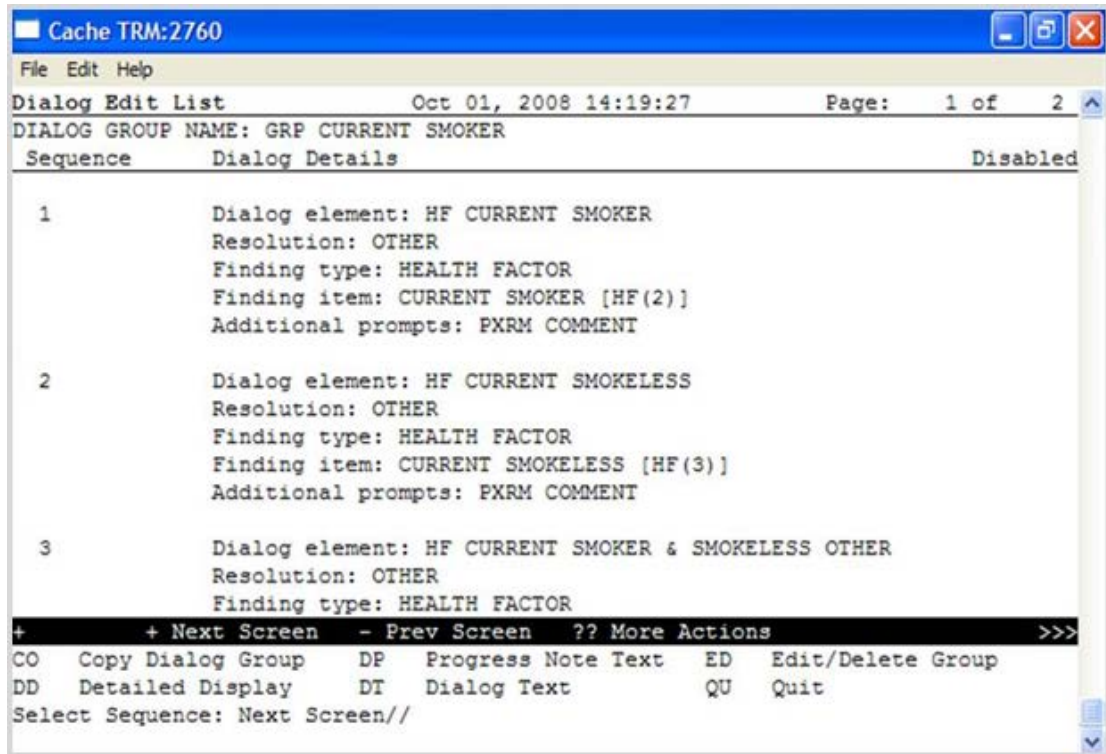 Cache TRM:2760
File Edit Help
Dialog Edit List Oct 01, 2008 14:19:27 Page: 1 of 2
DIALOG GROUP NAME: GRP CURRENT SMOKER
Sequence Dialog Details Disabled
1 Dialog element: HF CURRENT SMOKER
Resolution: OTHER
Finding type: HEALTH FACTOR
Finding item: CURRENT SMOKER [HF(2)]
Additional prompts: PXRM COMMENT
2 Dialog element: HF CURRENT SMOKELESS
Resolution: OTHER
Finding type: HEALTH FACTOR
Finding item: CURRENT SMOKELESS [HF(3)]
Additional prompts: PXRM COMMENT
3 Dialog element: HF CURRENT SMOKER & SMOKELESS OTHER
Resolution: OTHER
Finding type: HEALTH FACTOR
+ + Next Screen - Prev Screen ?? More Actions >>>
CO Copy Dialog Group DP Progress Note Text ED Edit/Delete Group
DD Detailed Display DT Dialog Text QU Quit
Select Sequence: Next Screen//